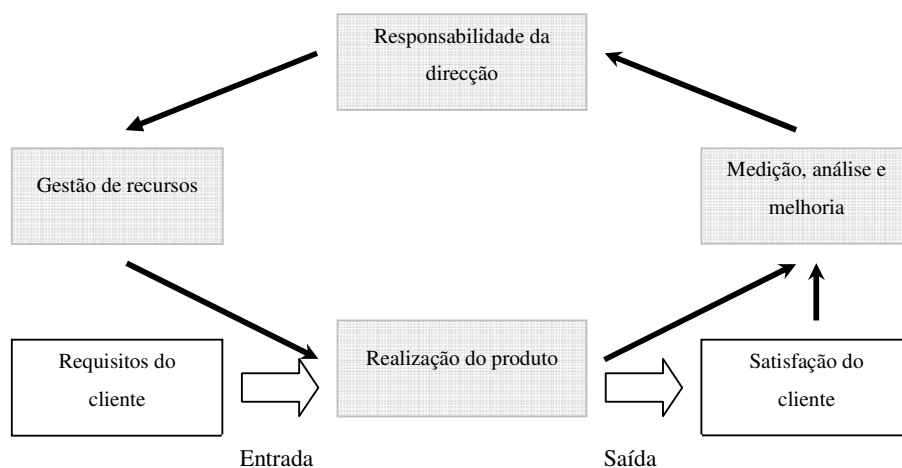 Responsabilidade da
direcção
Gestão de recursos
Medição, análise e
melhoria
Requisitos do
cliente
Realização do produto
Satisfação do
cliente
Entrada
Saída